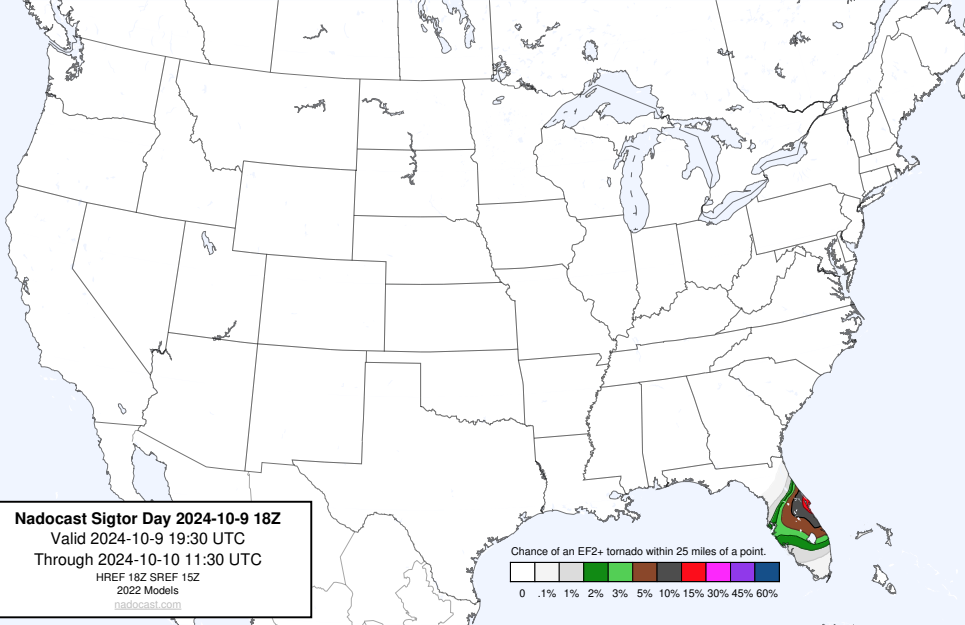 Nadocast Sigtor Day 2024-10-9 18Z
Valid 2024-10-9 19:30 UTC
Through 2024-10-10 11:30 UTC
HREF 18Z SREF 15Z
2022 Models
nadocast.com
Chance of an EF2+ tornado within 25 miles of a point.
0 .1% 1% 2% 3% 5% 10% 15% 30% 45% 60%